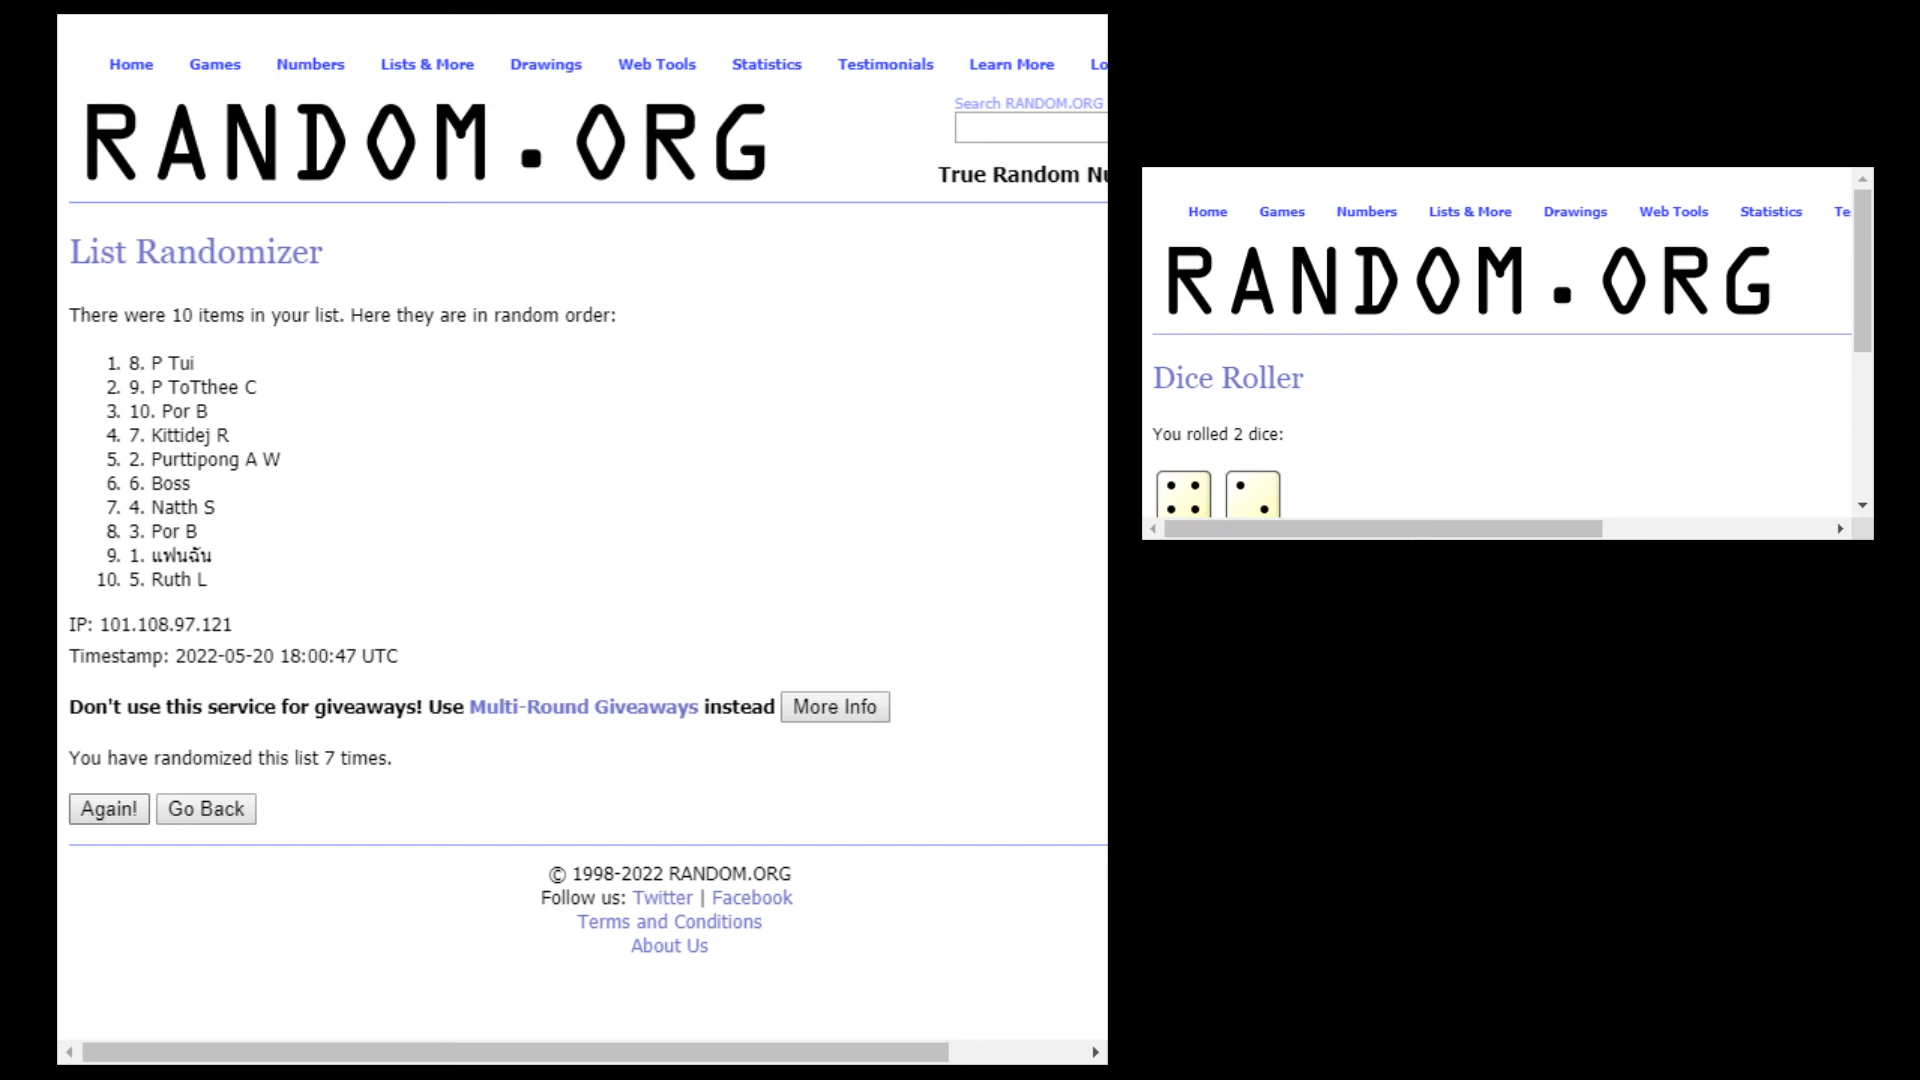 Home Games Numbers Lists & More Drawings Web Tools Statistics Testimonials Learn More Lo
RANDOM.ORG
Search RANDOM.ORG
True Random Nu
List Randomizer
There were 10 items in your list. Here they are in random order:
1. 8. P Tui
2. 9. P ToTthee C
3. 10. Por B
4. 7. Kittidej R
5. 2. Purttipong A W
6. 6. Boss
7. 4. Natth S
8. 3. Por B
9. 1. แฟนฉัน
10. 5. Ruth L
IP: 101.108.97.121
Timestamp: 2022-05-20 18:00:47 UTC
Don't use this service for giveaways! Use Multi-Round Giveaways instead More Info
You have randomized this list 7 times.
Again! Go Back
© 1998-2022 RANDOM.ORG
Follow us: Twitter | Facebook
Terms and Conditions
About Us
Home Games Numbers Lists & More Drawings Web Tools Statistics Te
RANDOM.ORG
Dice Roller
You rolled 2 dice: